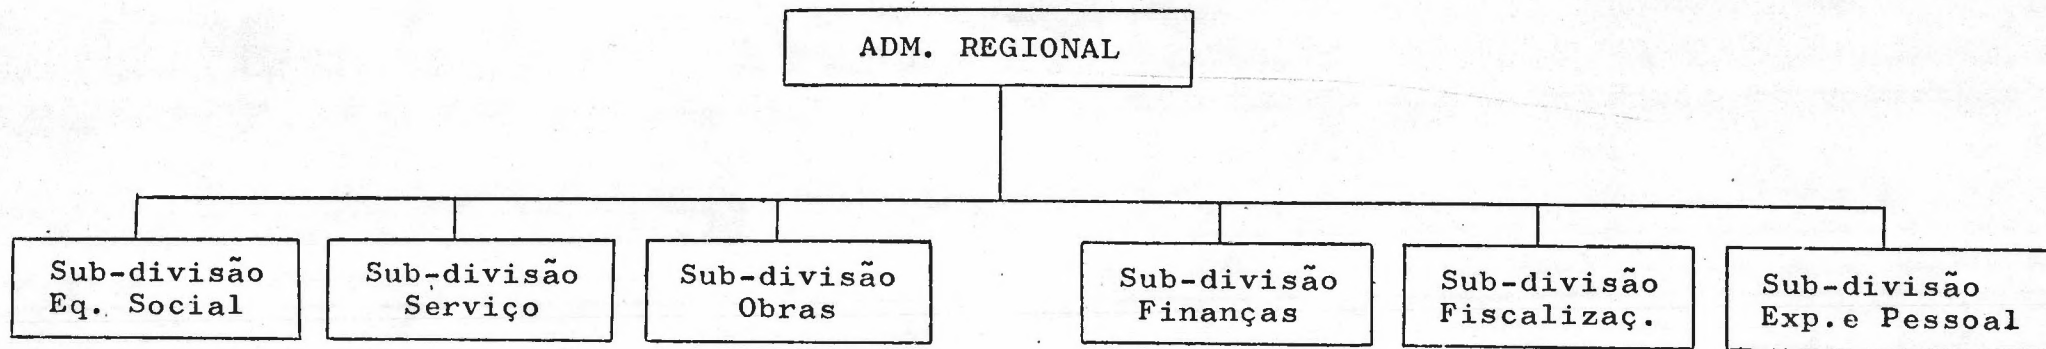 ADM. REGIONAL
Sub-divisão
Eq. Social
Sub-divisão
Serviço
Sub-divisão
Obras
Sub-divisão
Finanças
Sub-divisão
Fiscalizaç.
Sub-divisão
Exp.e Pessoal